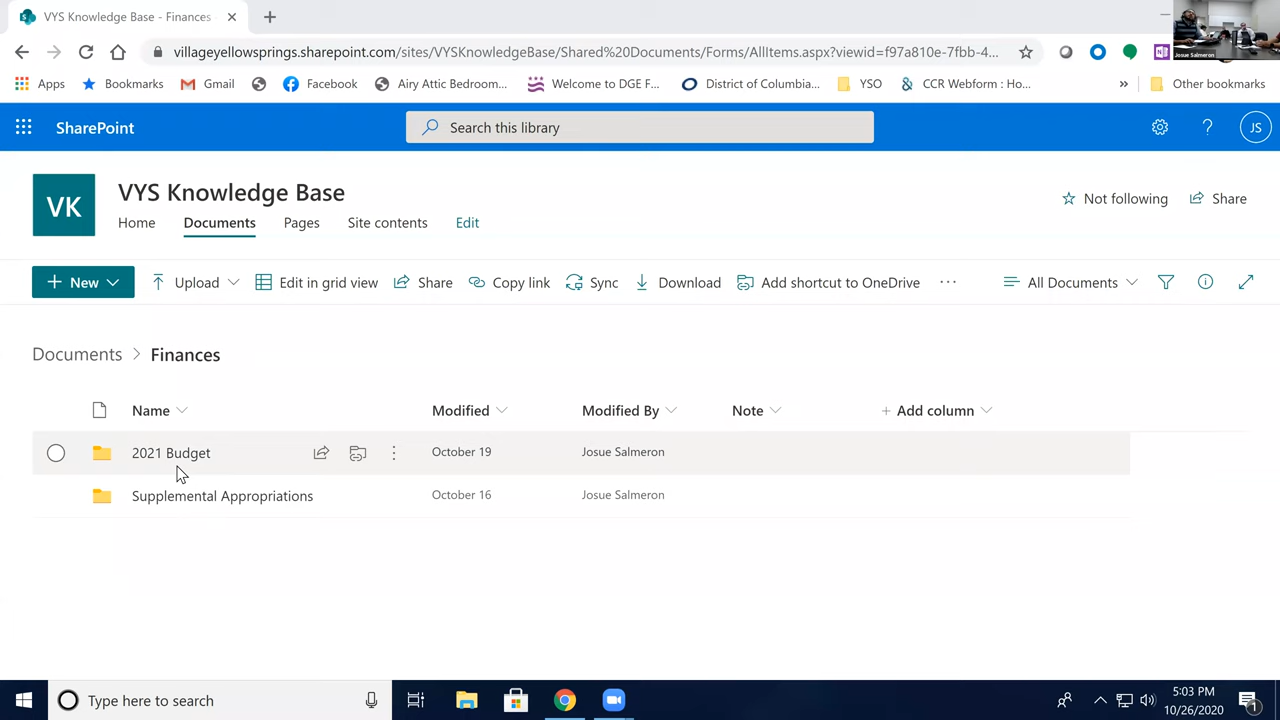 VYS Knowledge Base - Finances
villageyellowsprings.sharepoint.com/sites/VYSKnowledgeBase/Shared%20Documents/Forms/AllItems.aspx?viewid=f97a810e-7fbb-4...
Josue Salmeron
Apps Bookmarks Gmail Facebook Airy Attic Bedroom... Welcome to DGE F... District of Columbia... YSO CCR Webform : Ho... » Other bookmarks
SharePoint Search this library ? JS
VK
VYS Knowledge Base
Not following Share
Home Documents Pages Site contents Edit
+ New Upload Edit in grid view Share Copy link Sync Download Add shortcut to OneDrive ... All Documents
Documents > Finances
Name Modified Modified By Note + Add column
2021 Budget October 19 Josue Salmeron
Supplemental Appropriations October 16 Josue Salmeron
Type here to search
5:03 PM
10/26/2020
1